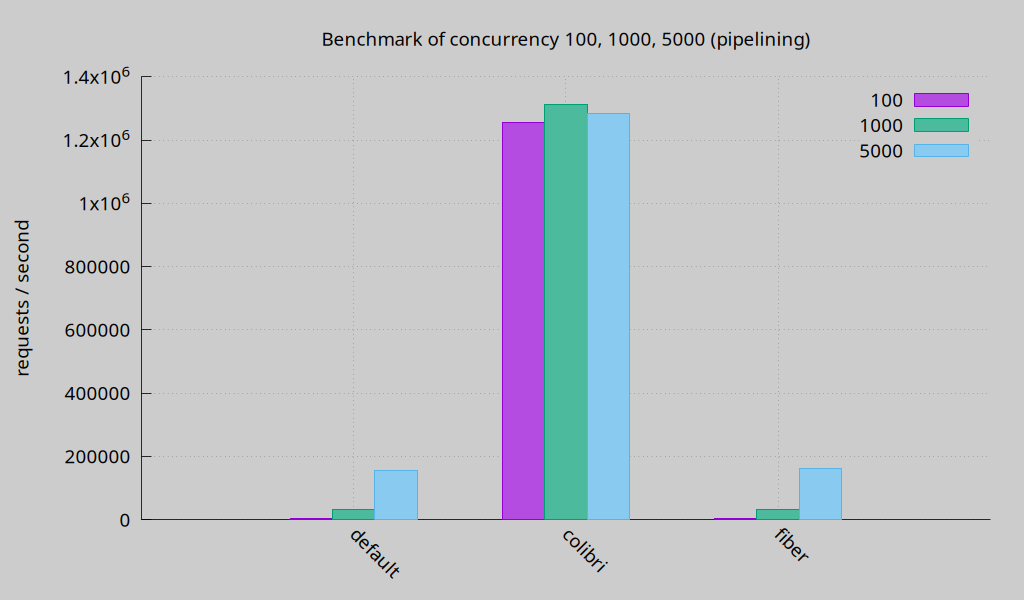 Benchmark of concurrency 100, 1000, 5000 (pipelining)
1.4x10⁶
1.2x10⁶
1x10⁶
800000
600000
400000
200000
0
requests / second
100
1000
5000
default
colibri
fiber